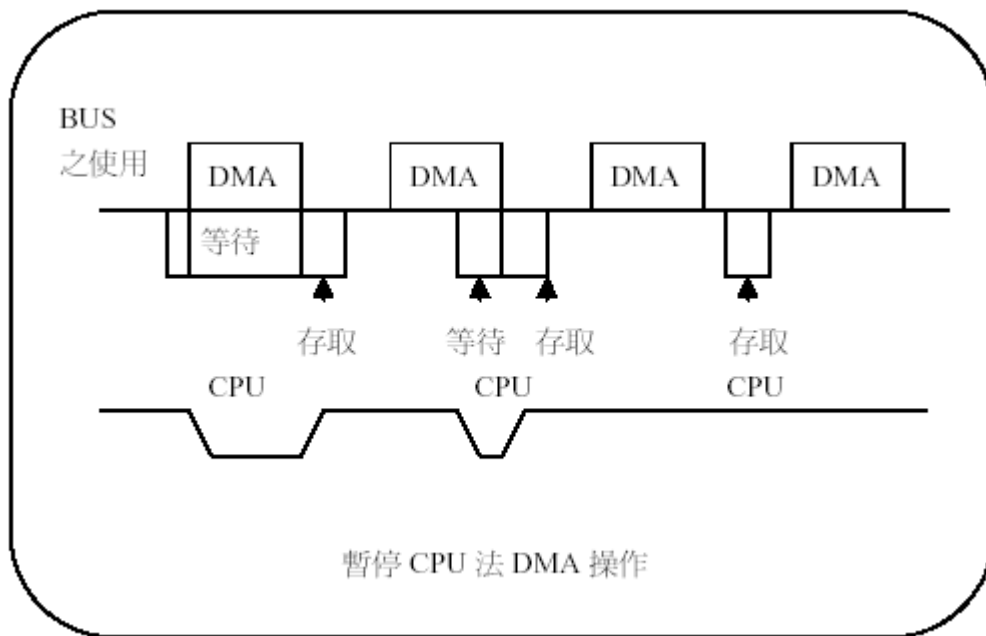 BUS
之使用
DMA DMA DMA DMA
等待
存取 等待 存取 存取
CPU CPU CPU
暫停 CPU 法 DMA 操作